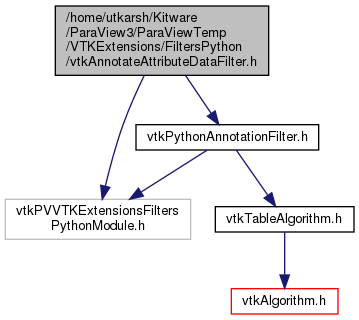 /home/utkarsh/Kitware
/ParaView3/ParaViewTemp
/VTKExtensions/FiltersPython
/vtkAnnotateAttributeDataFilter.h
vtkPythonAnnotationFilter.h
vtkPVVTKExtensionsFilters
PythonModule.h
vtkTableAlgorithm.h
vtkAlgorithm.h